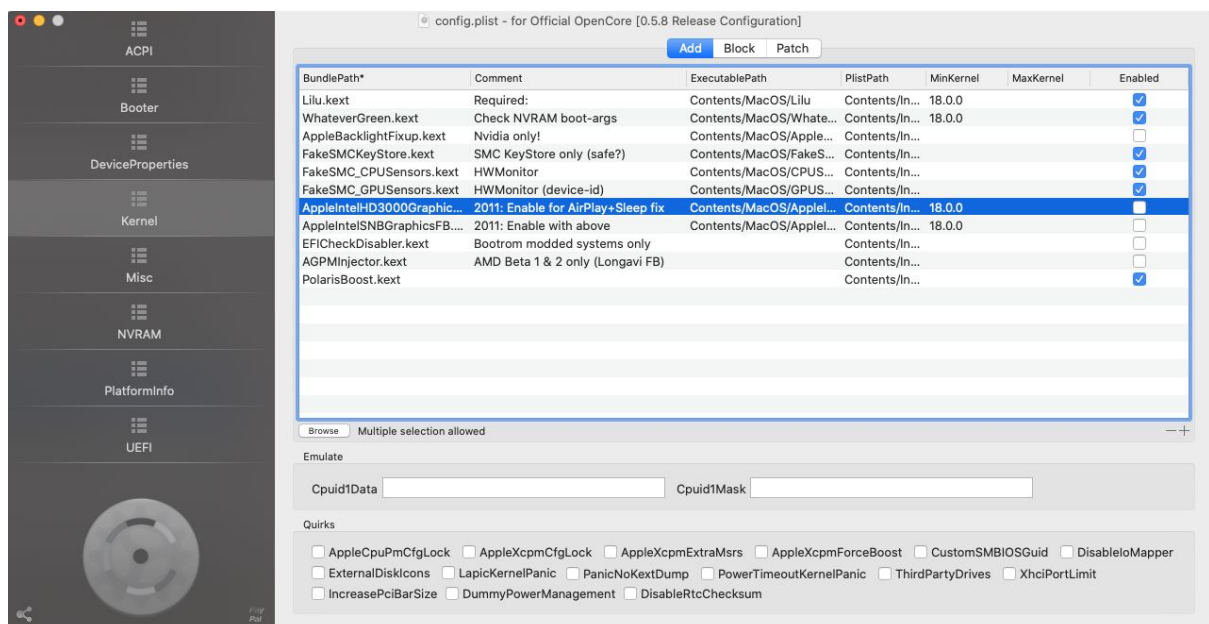 config.plist - for Official OpenCore [0.5.8 Release Configuration]
ACPI
Booter
DeviceProperties
Kernel
Misc
NVRAM
PlatformInfo
UEFI
Pay
Pal
Add Block Patch
BundlePath* Comment ExecutablePath PlistPath MinKernel MaxKernel Enabled
Lilu.kext Required: Contents/MacOS/Lilu Contents/In... 18.0.0
WhateverGreen.kext Check NVRAM boot-args Contents/MacOS/Whate... Contents/In... 18.0.0
AppleBacklightFixup.kext Nvidia only! Contents/MacOS/Apple... Contents/In...
FakeSMCKeyStore.kext SMC KeyStore only (safe?) Contents/MacOS/FakeS... Contents/In...
FakeSMC_CPUSensors.kext HWMonitor Contents/MacOS/CPUS... Contents/In...
FakeSMC_GPUSensors.kext HWMonitor (device-id) Contents/MacOS/GPUS... Contents/In...
AppleIntelHD3000Graphic... 2011: Enable for AirPlay+Sleep fix Contents/MacOS/AppleI... Contents/In... 18.0.0
AppleIntelSNBGraphicsFB.... 2011: Enable with above Contents/MacOS/AppleI... Contents/In... 18.0.0
EFICheckDisabler.kext Bootrom modded systems only Contents/In...
AGPMInjector.kext AMD Beta 1 & 2 only (Longavi FB) Contents/In...
PolarisBoost.kext Contents/In...
Browse Multiple selection allowed
Emulate
Cpuid1Data Cpuid1Mask
Quirks
AppleCpuPmCfgLock AppleXcpmCfgLock AppleXcpmExtraMsrs AppleXcpmForceBoost CustomSMBIOSGuid DisableIoMapper
ExternalDiskIcons LapicKernelPanic PanicNoKextDump PowerTimeoutKernelPanic ThirdPartyDrives XhciPortLimit
IncreasePciBarSize DummyPowerManagement DisableRtcChecksum